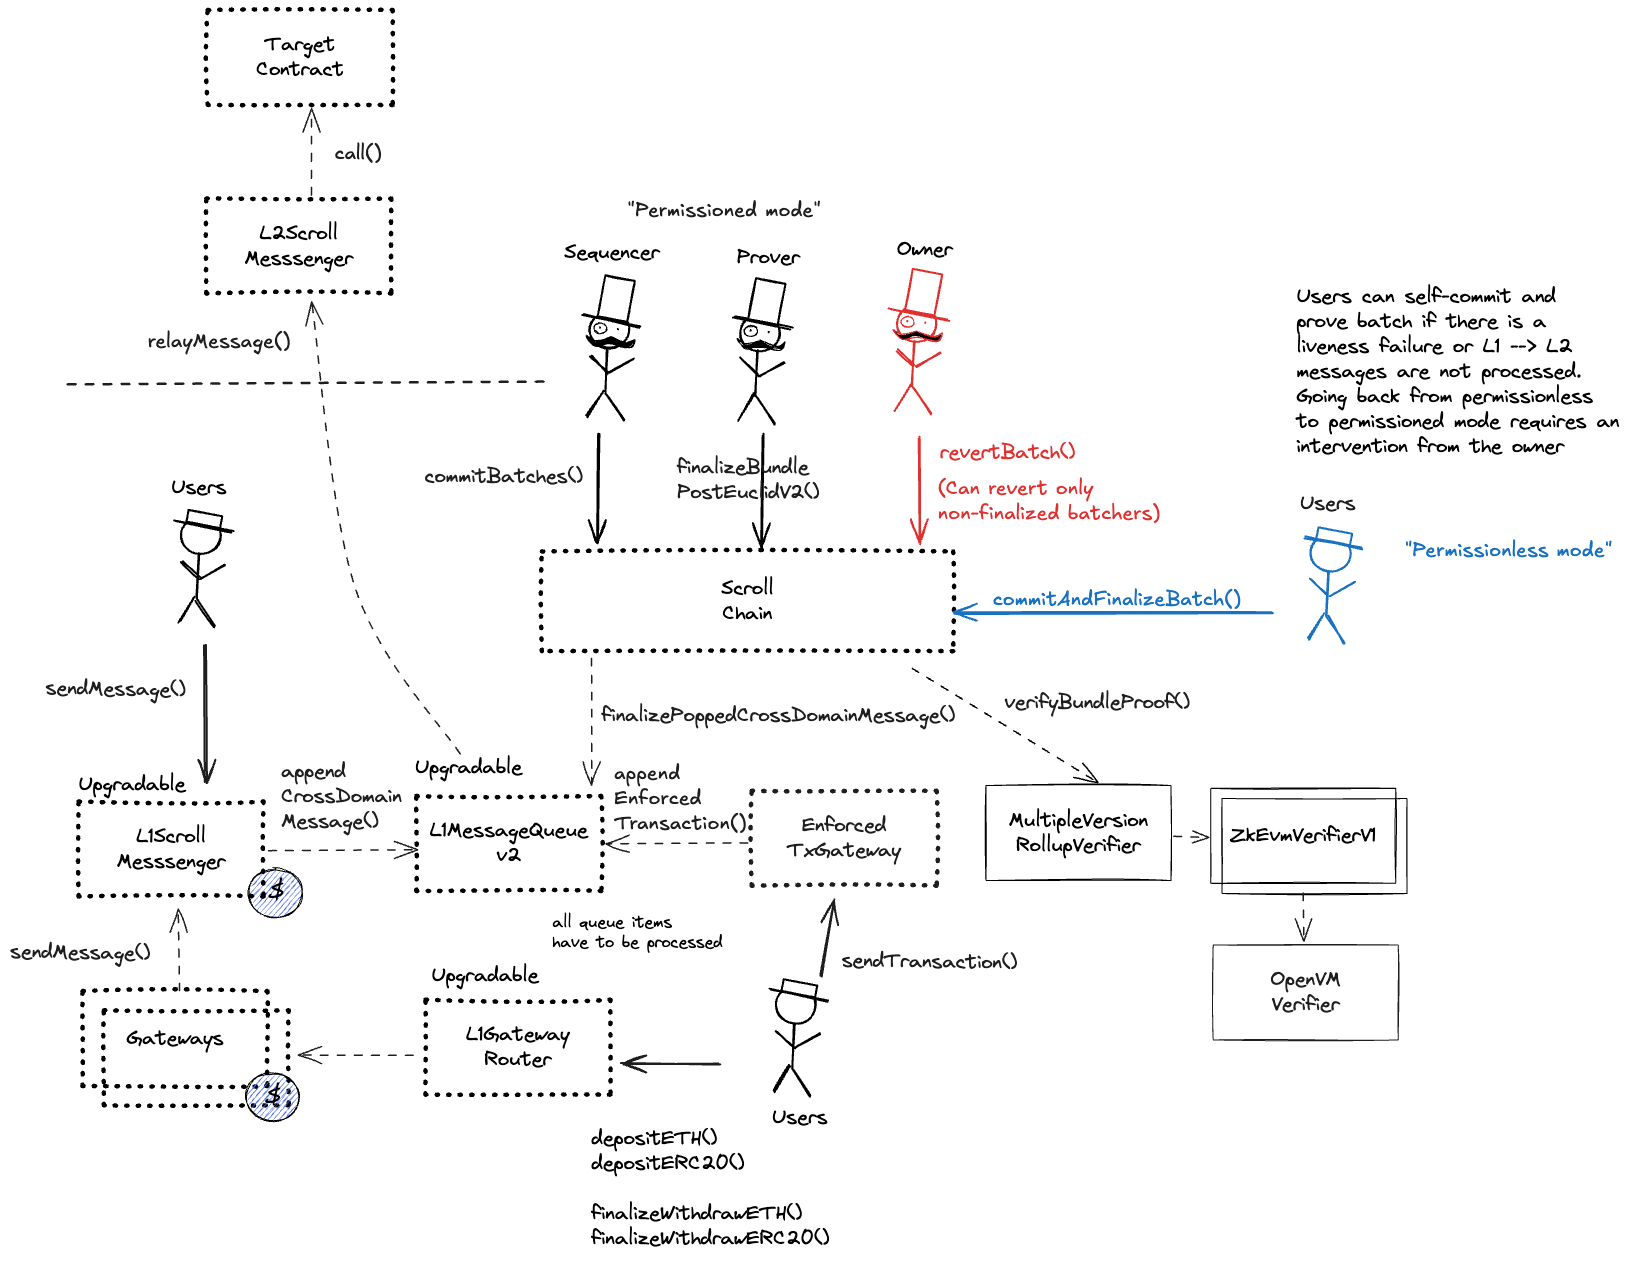 Target
Contract
call()
L2Scroll
Messsenger
relayMessage()
"Permissioned mode"
Sequencer
Prover
Owner
commitBatches()
finalizeBundle
PostEuclidV2()
revertBatch()
(Can revert only
non-finalized batchers)
Users can self-commit and
prove batch if there is a
liveness failure or L1 --> L2
messages are not processed.
Going back from permissionless
to permissioned mode requires an
intervention from the owner
Users
"Permissionless mode"
commitAndFinalizeBatch()
Scroll
Chain
Users
sendMessage()
finalizePoppedCrossDomainMessage()
verifyBundleProof()
Upgradable
L1Scroll
Messsenger
$
append
CrossDomain
Message()
Upgradable
L1MessageQueue
v2
append
Enforced
Transaction()
Enforced
TxGateway
MultipleVersion
RollupVerifier
ZkEvmVerifierV1
OpenVM
Verifier
all queue items
have to be processed
sendMessage()
Gateways
$
Upgradable
L1Gateway
Router
sendTransaction()
Users
depositETH()
depositERC20()
finalizeWithdrawETH()
finalizeWithdrawERC20()